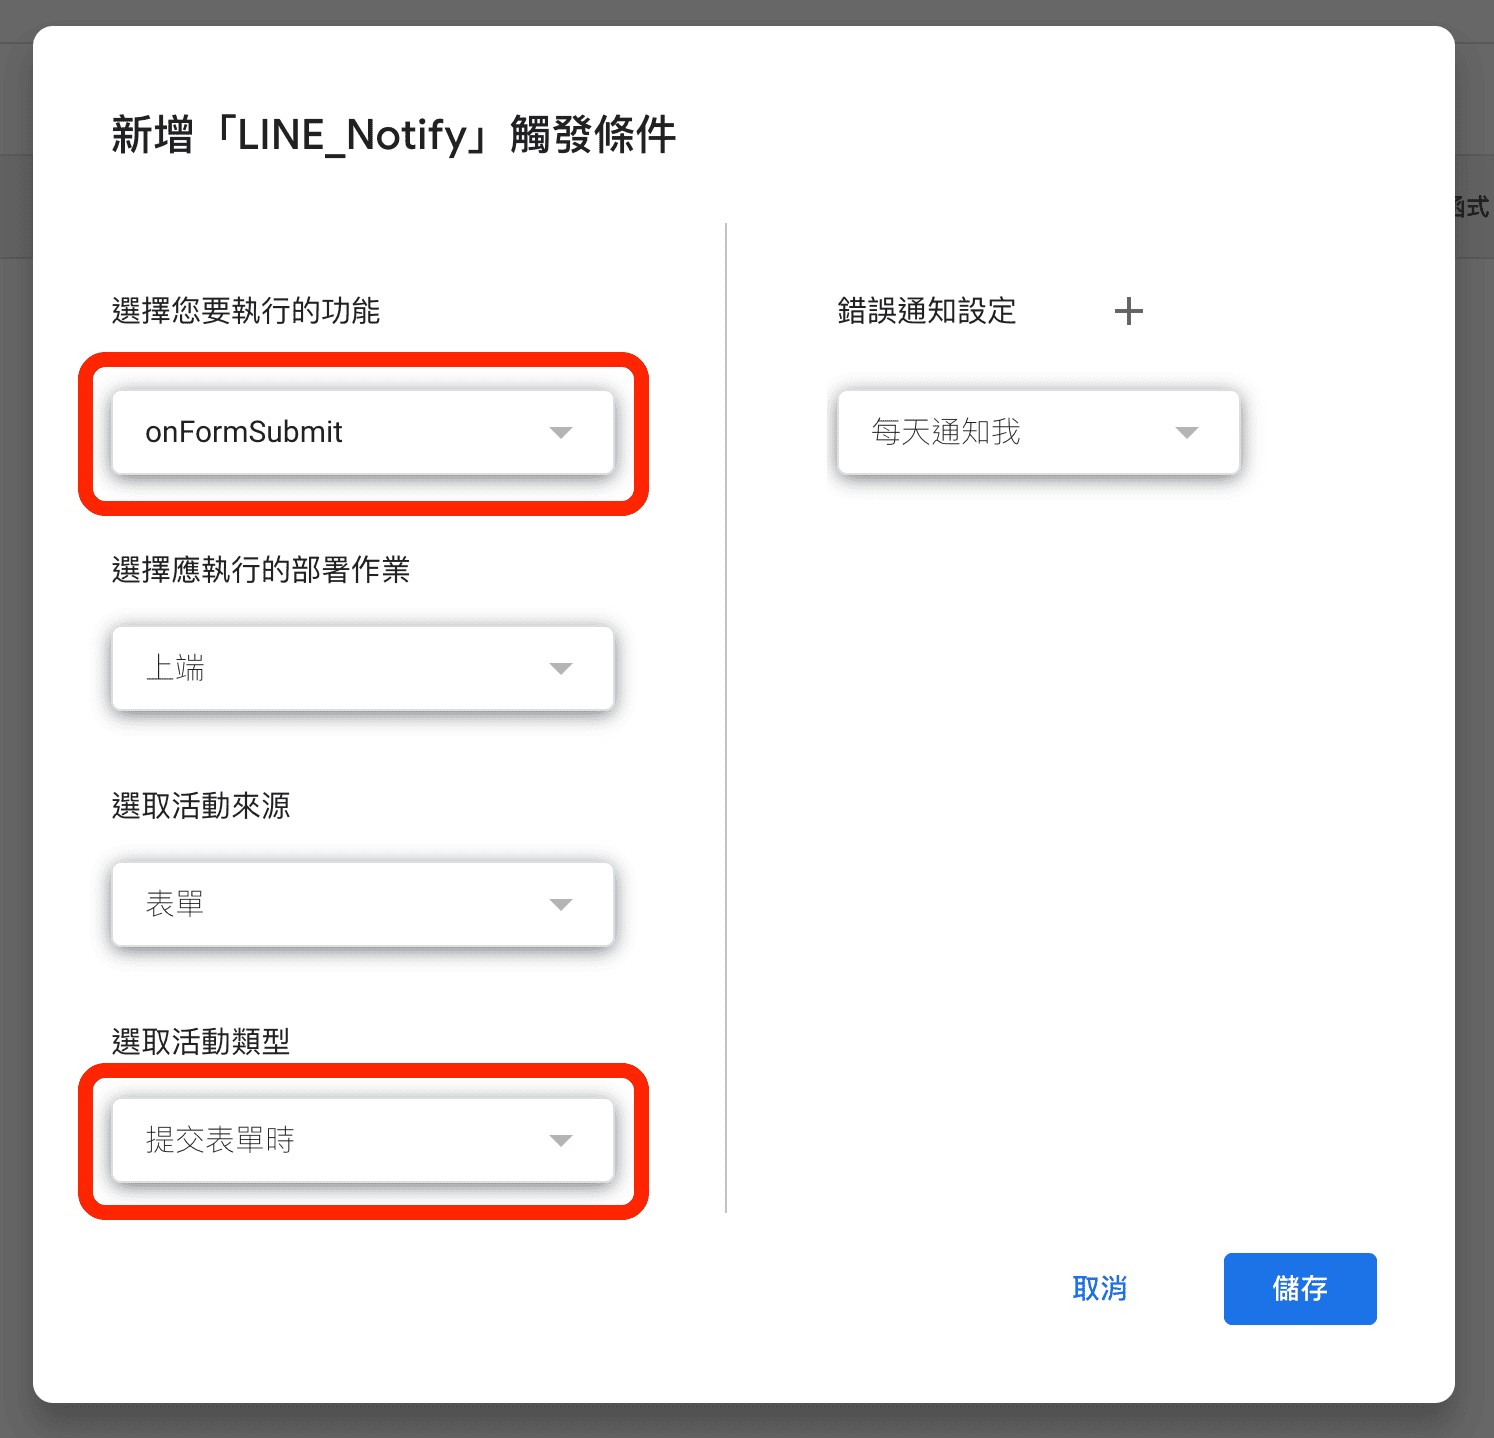 新增「LINE_Notify」觸發條件
選擇您要執行的功能
onFormSubmit
選擇應執行的部署作業
上端
選取活動來源
表單
選取活動類型
提交表單時
錯誤通知設定
每天通知我
取消
儲存
函式